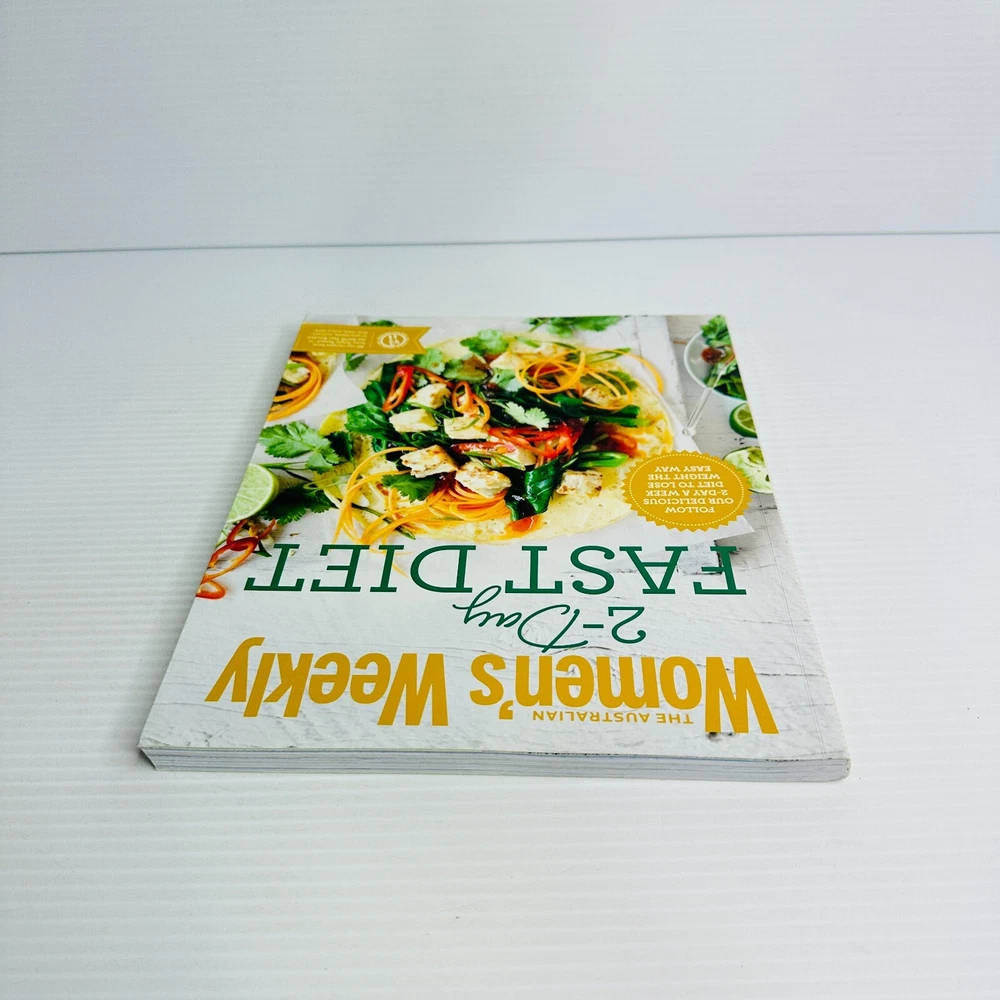 THE AUSTRALIAN
Women's Weekly
2-Day
FAST DIET
FOLLOW
OUR DELICIOUS
2-DAY A WEEK
DIET TO LOSE
WEIGHT THE
EASY WAY